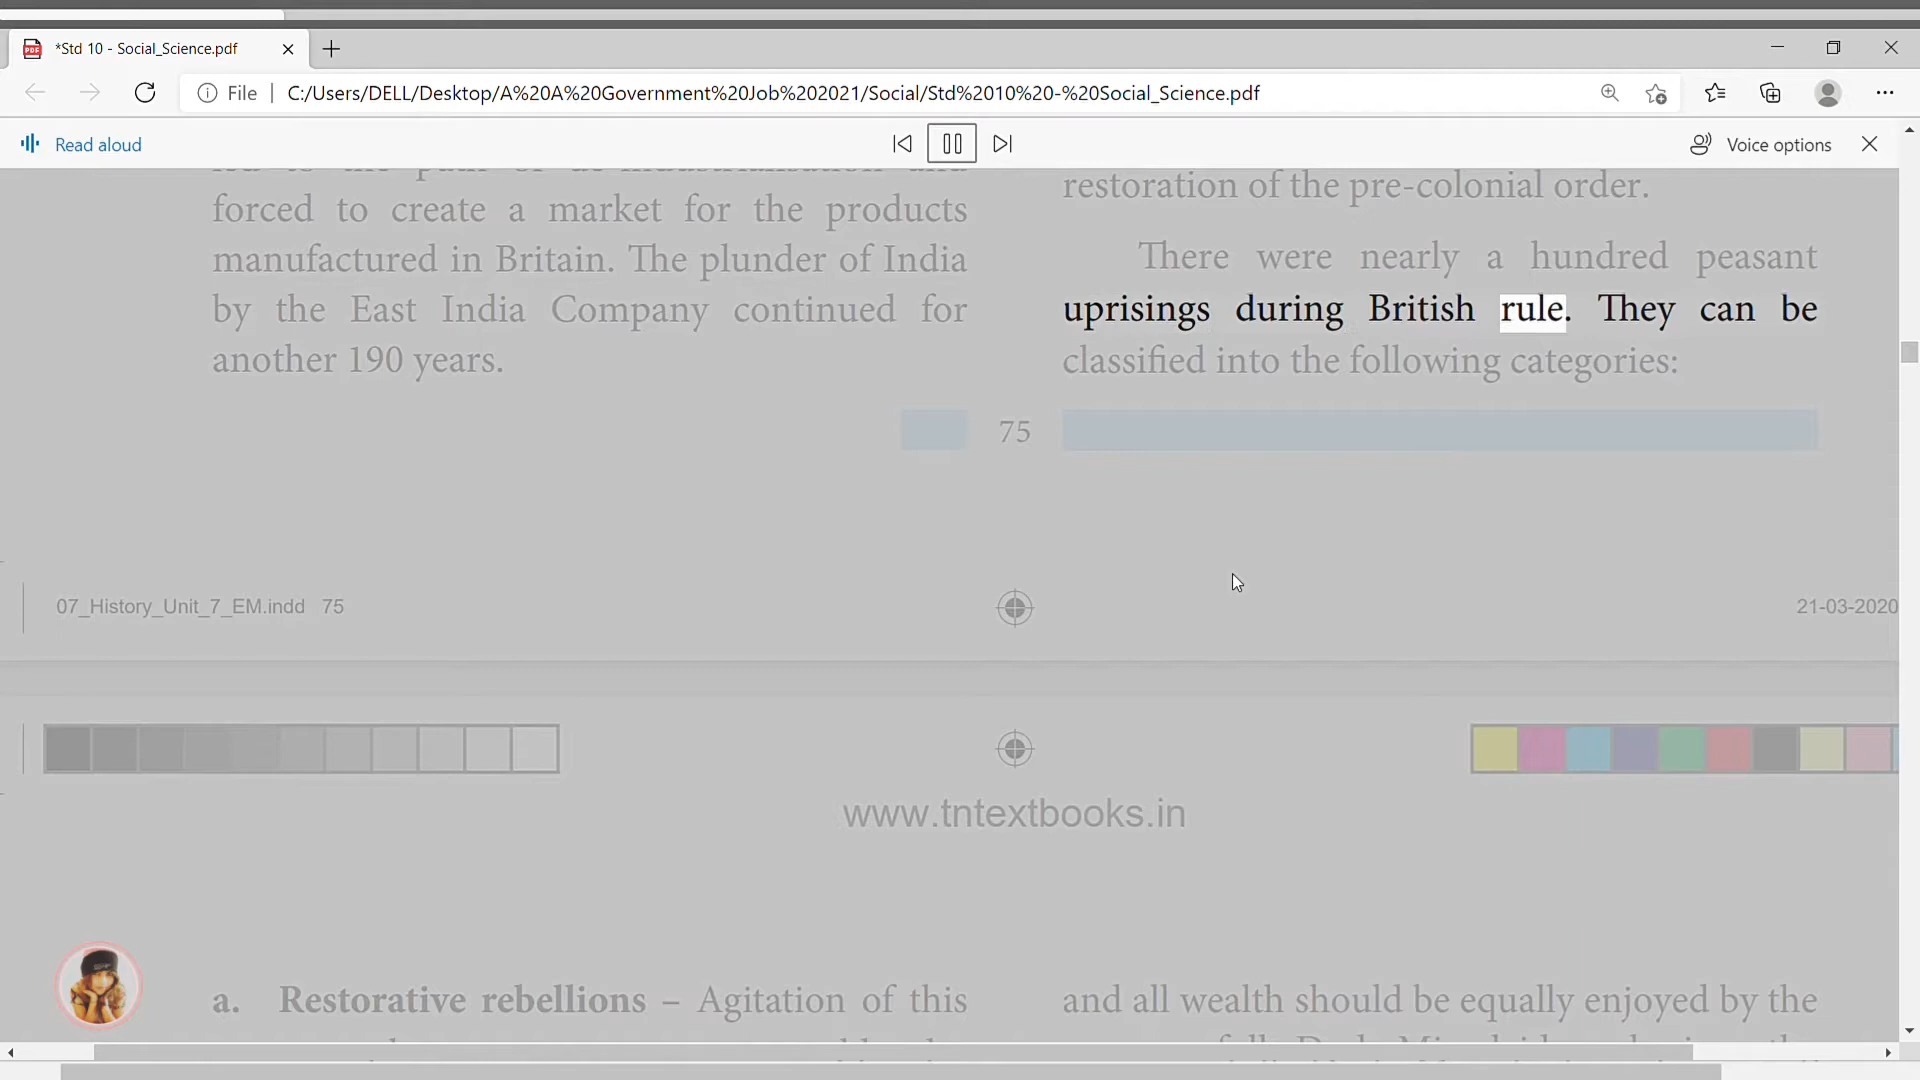 *Std 10 - Social_Science.pdf
File
C:/Users/DELL/Desktop/A%20A%20Government%20Job%202021/Social/Std%2010%20-%20Social_Science.pdf
Read aloud
Voice options
forced to create a market for the products
manufactured in Britain. The plunder of India
by the East India Company continued for
another 190 years.
restoration of the pre-colonial order.
There were nearly a hundred peasant
uprisings during British rule. They can be
classified into the following categories:
75
07_History_Unit_7_EM.indd 75
21-03-2020
www.tntextbooks.in
a. Restorative rebellions – Agitation of this
and all wealth should be equally enjoyed by the